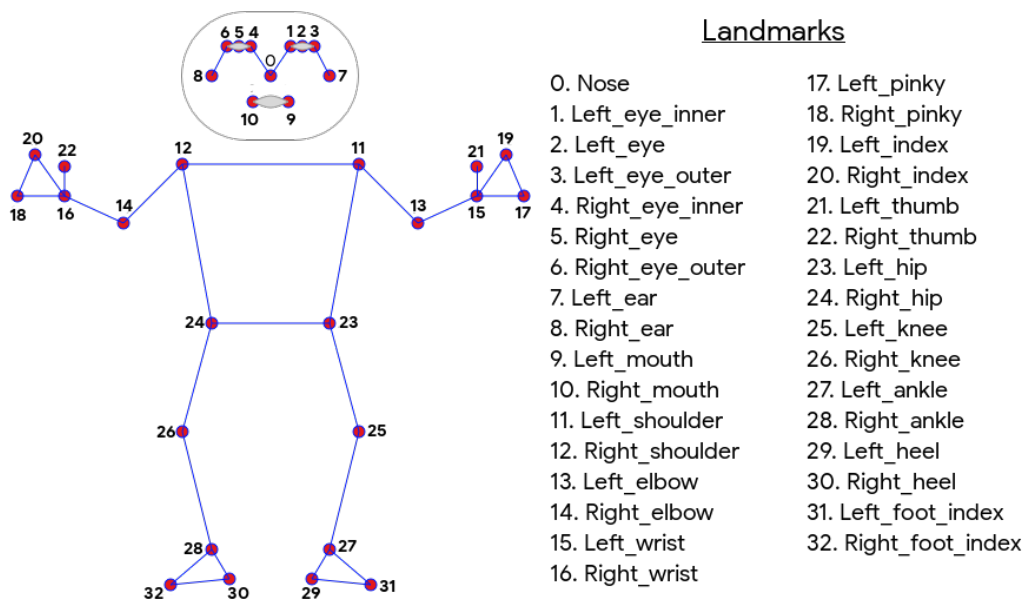 Landmarks
6 5 4 1 2 3
0
8 7
10 9
20 19
22 12 11 21
18 16 14 13 15 17
24 23
26 25
28 27
32 30 29 31
0. Nose
1. Left_eye_inner
2. Left_eye
3. Left_eye_outer
4. Right_eye_inner
5. Right_eye
6. Right_eye_outer
7. Left_ear
8. Right_ear
9. Left_mouth
10. Right_mouth
11. Left_shoulder
12. Right_shoulder
13. Left_elbow
14. Right_elbow
15. Left_wrist
16. Right_wrist
17. Left_pinky
18. Right_pinky
19. Left_index
20. Right_index
21. Left_thumb
22. Right_thumb
23. Left_hip
24. Right_hip
25. Left_knee
26. Right_knee
27. Left_ankle
28. Right_ankle
29. Left_heel
30. Right_heel
31. Left_foot_index
32. Right_foot_index